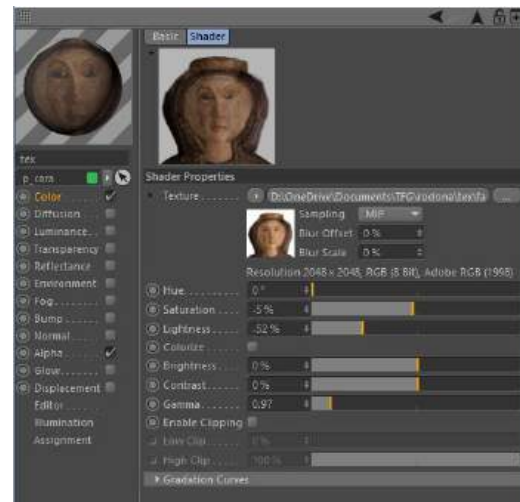 Basic Shader
tex
p cara
Color
Diffusion
Luminance
Transparency
Reflectance
Environment
Fog
Bump
Normal
Alpha
Glow
Displacement
Editor
Illumination
Assignment
Shader Properties
Texture D:\OneDrive\Documents\TFG\rodona\tex\fa ...
Sampling MIP
Blur Offset 0 %
Blur Scale 0 %
Resolution 2048 x 2048, RGB (8 Bit), Adobe RGB (1998)
Hue 0 °
Saturation -5 %
Lightness -52 %
Colorize
Brightness 0 %
Contrast 0 %
Gamma 0.97
Enable Clipping
Low Clip 0 %
High Clip 100 %
Gradation Curves